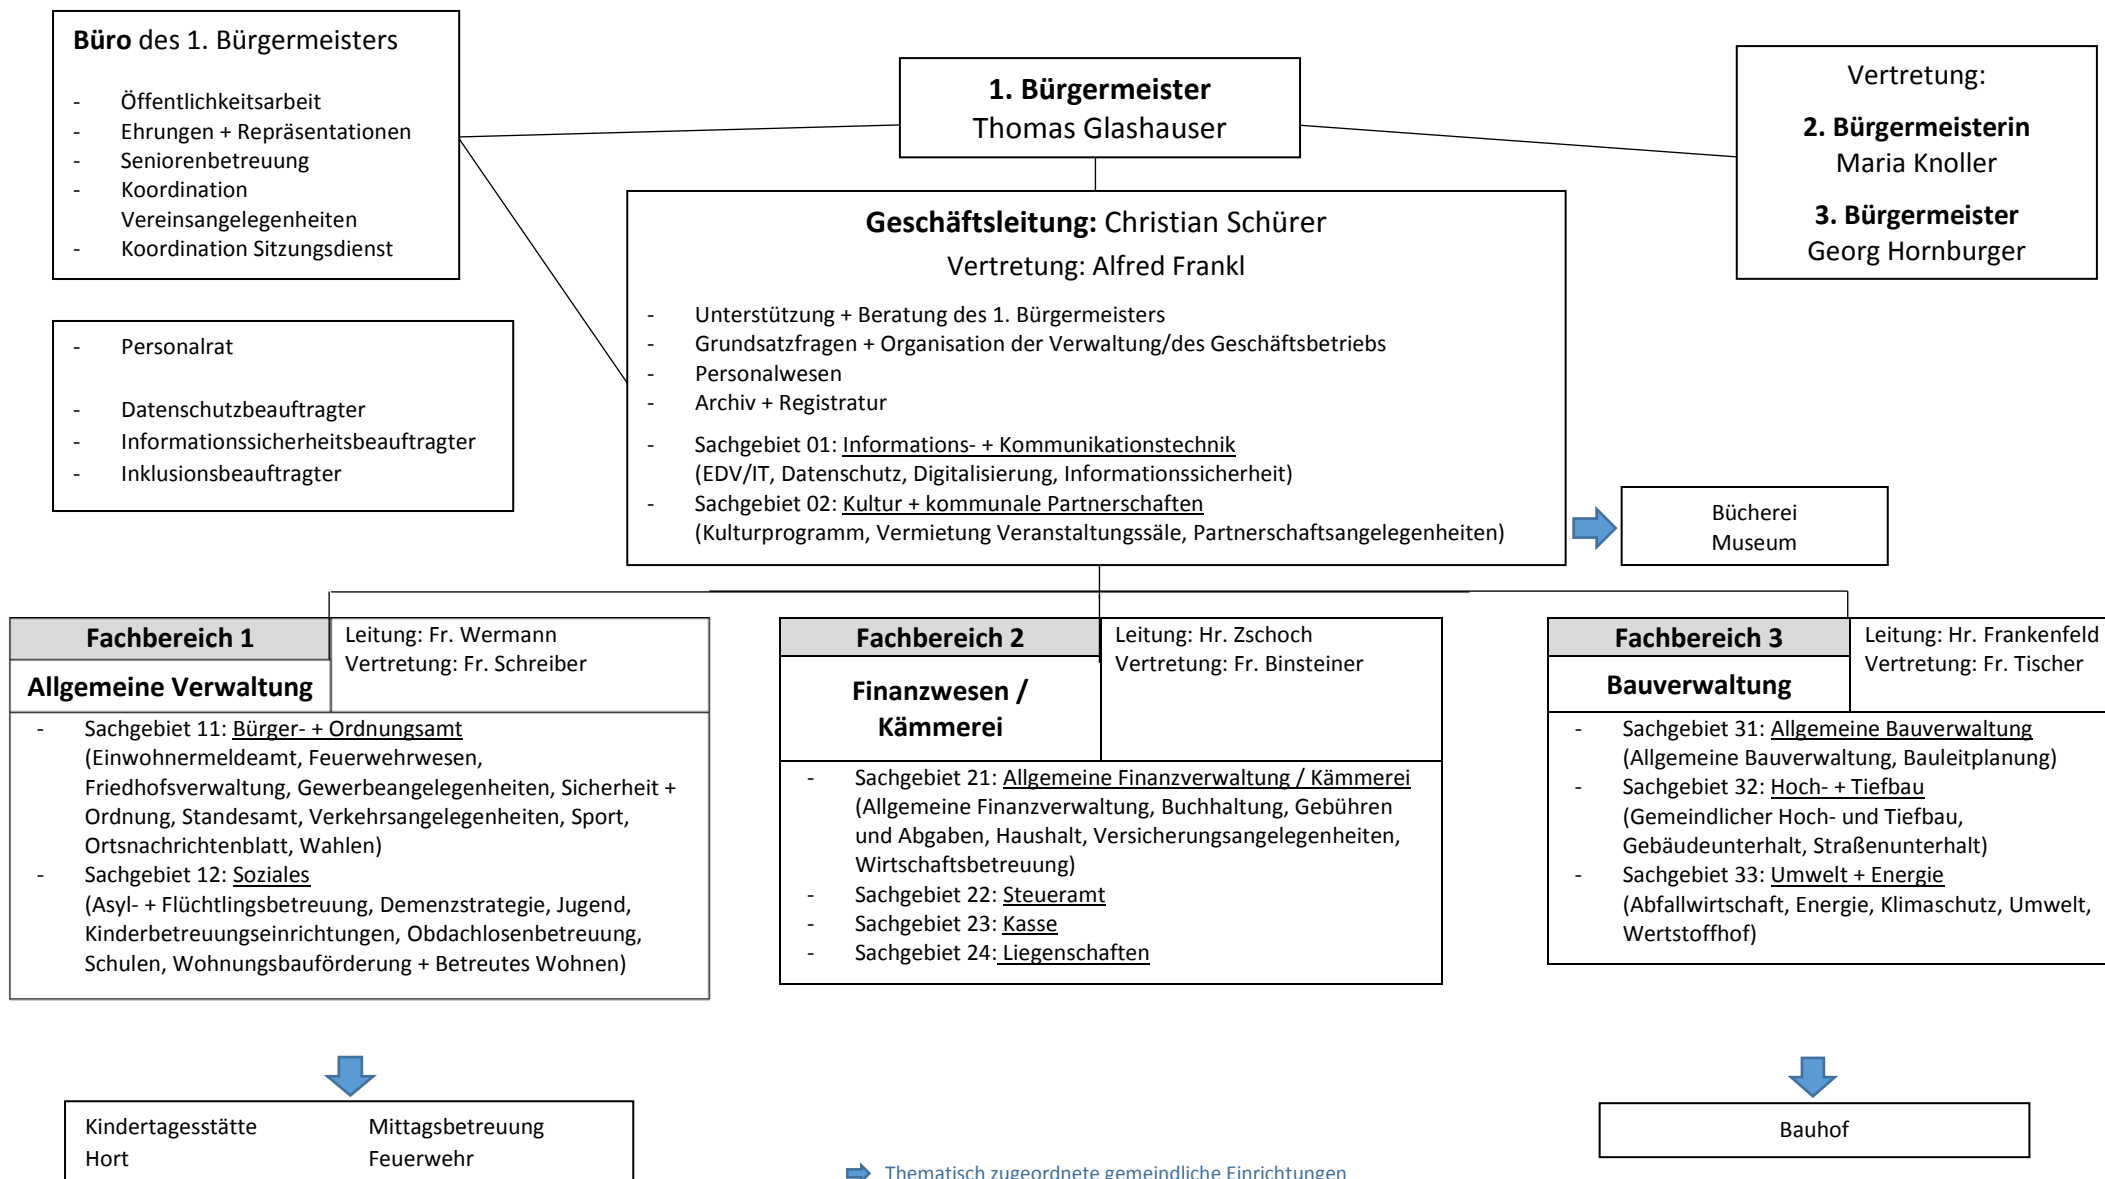 Büro des 1. Bürgermeisters
- Öffentlichkeitsarbeit
- Ehrungen + Repräsentationen
- Seniorenbetreuung
- Koordination
Vereinsangelegenheiten
- Koordination Sitzungsdienst
1. Bürgermeister
Thomas Glashauser
Vertretung:
2. Bürgermeisterin
Maria Knoller
3. Bürgermeister
Georg Hornburger
- Personalrat
- Datenschutzbeauftragter
- Informationssicherheitsbeauftragter
- Inklusionsbeauftragter
Geschäftsleitung: Christian Schürer
Vertretung: Alfred Frankl
- Unterstützung + Beratung des 1. Bürgermeisters
- Grundsatzfragen + Organisation der Verwaltung/des Geschäftsbetriebs
- Personalwesen
- Archiv + Registratur
- Sachgebiet 01: Informations- + Kommunikationstechnik
(EDV/IT, Datenschutz, Digitalisierung, Informationssicherheit)
- Sachgebiet 02: Kultur + kommunale Partnerschaften
(Kulturprogramm, Vermietung Veranstaltungssäle, Partnerschaftsangelegenheiten)
Bücherei
Museum
Fachbereich 1
Allgemeine Verwaltung
Leitung: Fr. Wermann
Vertretung: Fr. Schreiber
- Sachgebiet 11: Bürger- + Ordnungsamt
(Einwohnermeldeamt, Feuerwehrwesen,
Friedhofsverwaltung, Gewerbeangelegenheiten, Sicherheit +
Ordnung, Standesamt, Verkehrsangelegenheiten, Sport,
Ortsnachrichtenblatt, Wahlen)
- Sachgebiet 12: Soziales
(Asyl- + Flüchtlingsbetreuung, Demenzstrategie, Jugend,
Kinderbetreuungseinrichtungen, Obdachlosenbetreuung,
Schulen, Wohnungsbauförderung + Betreutes Wohnen)
Fachbereich 2
Finanzwesen /
Kämmerei
Leitung: Hr. Zschoch
Vertretung: Fr. Binsteiner
- Sachgebiet 21: Allgemeine Finanzverwaltung / Kämmerei
(Allgemeine Finanzverwaltung, Buchhaltung, Gebühren
und Abgaben, Haushalt, Versicherungsangelegenheiten,
Wirtschaftsbetreuung)
- Sachgebiet 22: Steueramt
- Sachgebiet 23: Kasse
- Sachgebiet 24: Liegenschaften
Fachbereich 3
Bauverwaltung
Leitung: Hr. Frankenfeld
Vertretung: Fr. Tischer
- Sachgebiet 31: Allgemeine Bauverwaltung
(Allgemeine Bauverwaltung, Bauleitplanung)
- Sachgebiet 32: Hoch- + Tiefbau
(Gemeindlicher Hoch- und Tiefbau,
Gebäudeunterhalt, Straßenunterhalt)
- Sachgebiet 33: Umwelt + Energie
(Abfallwirtschaft, Energie, Klimaschutz, Umwelt,
Wertstoffhof)
Kindertagesstätte Mittagsbetreuung
Hort Feuerwehr
Bauhof
Thematisch zugeordnete gemeindliche Einrichtungen